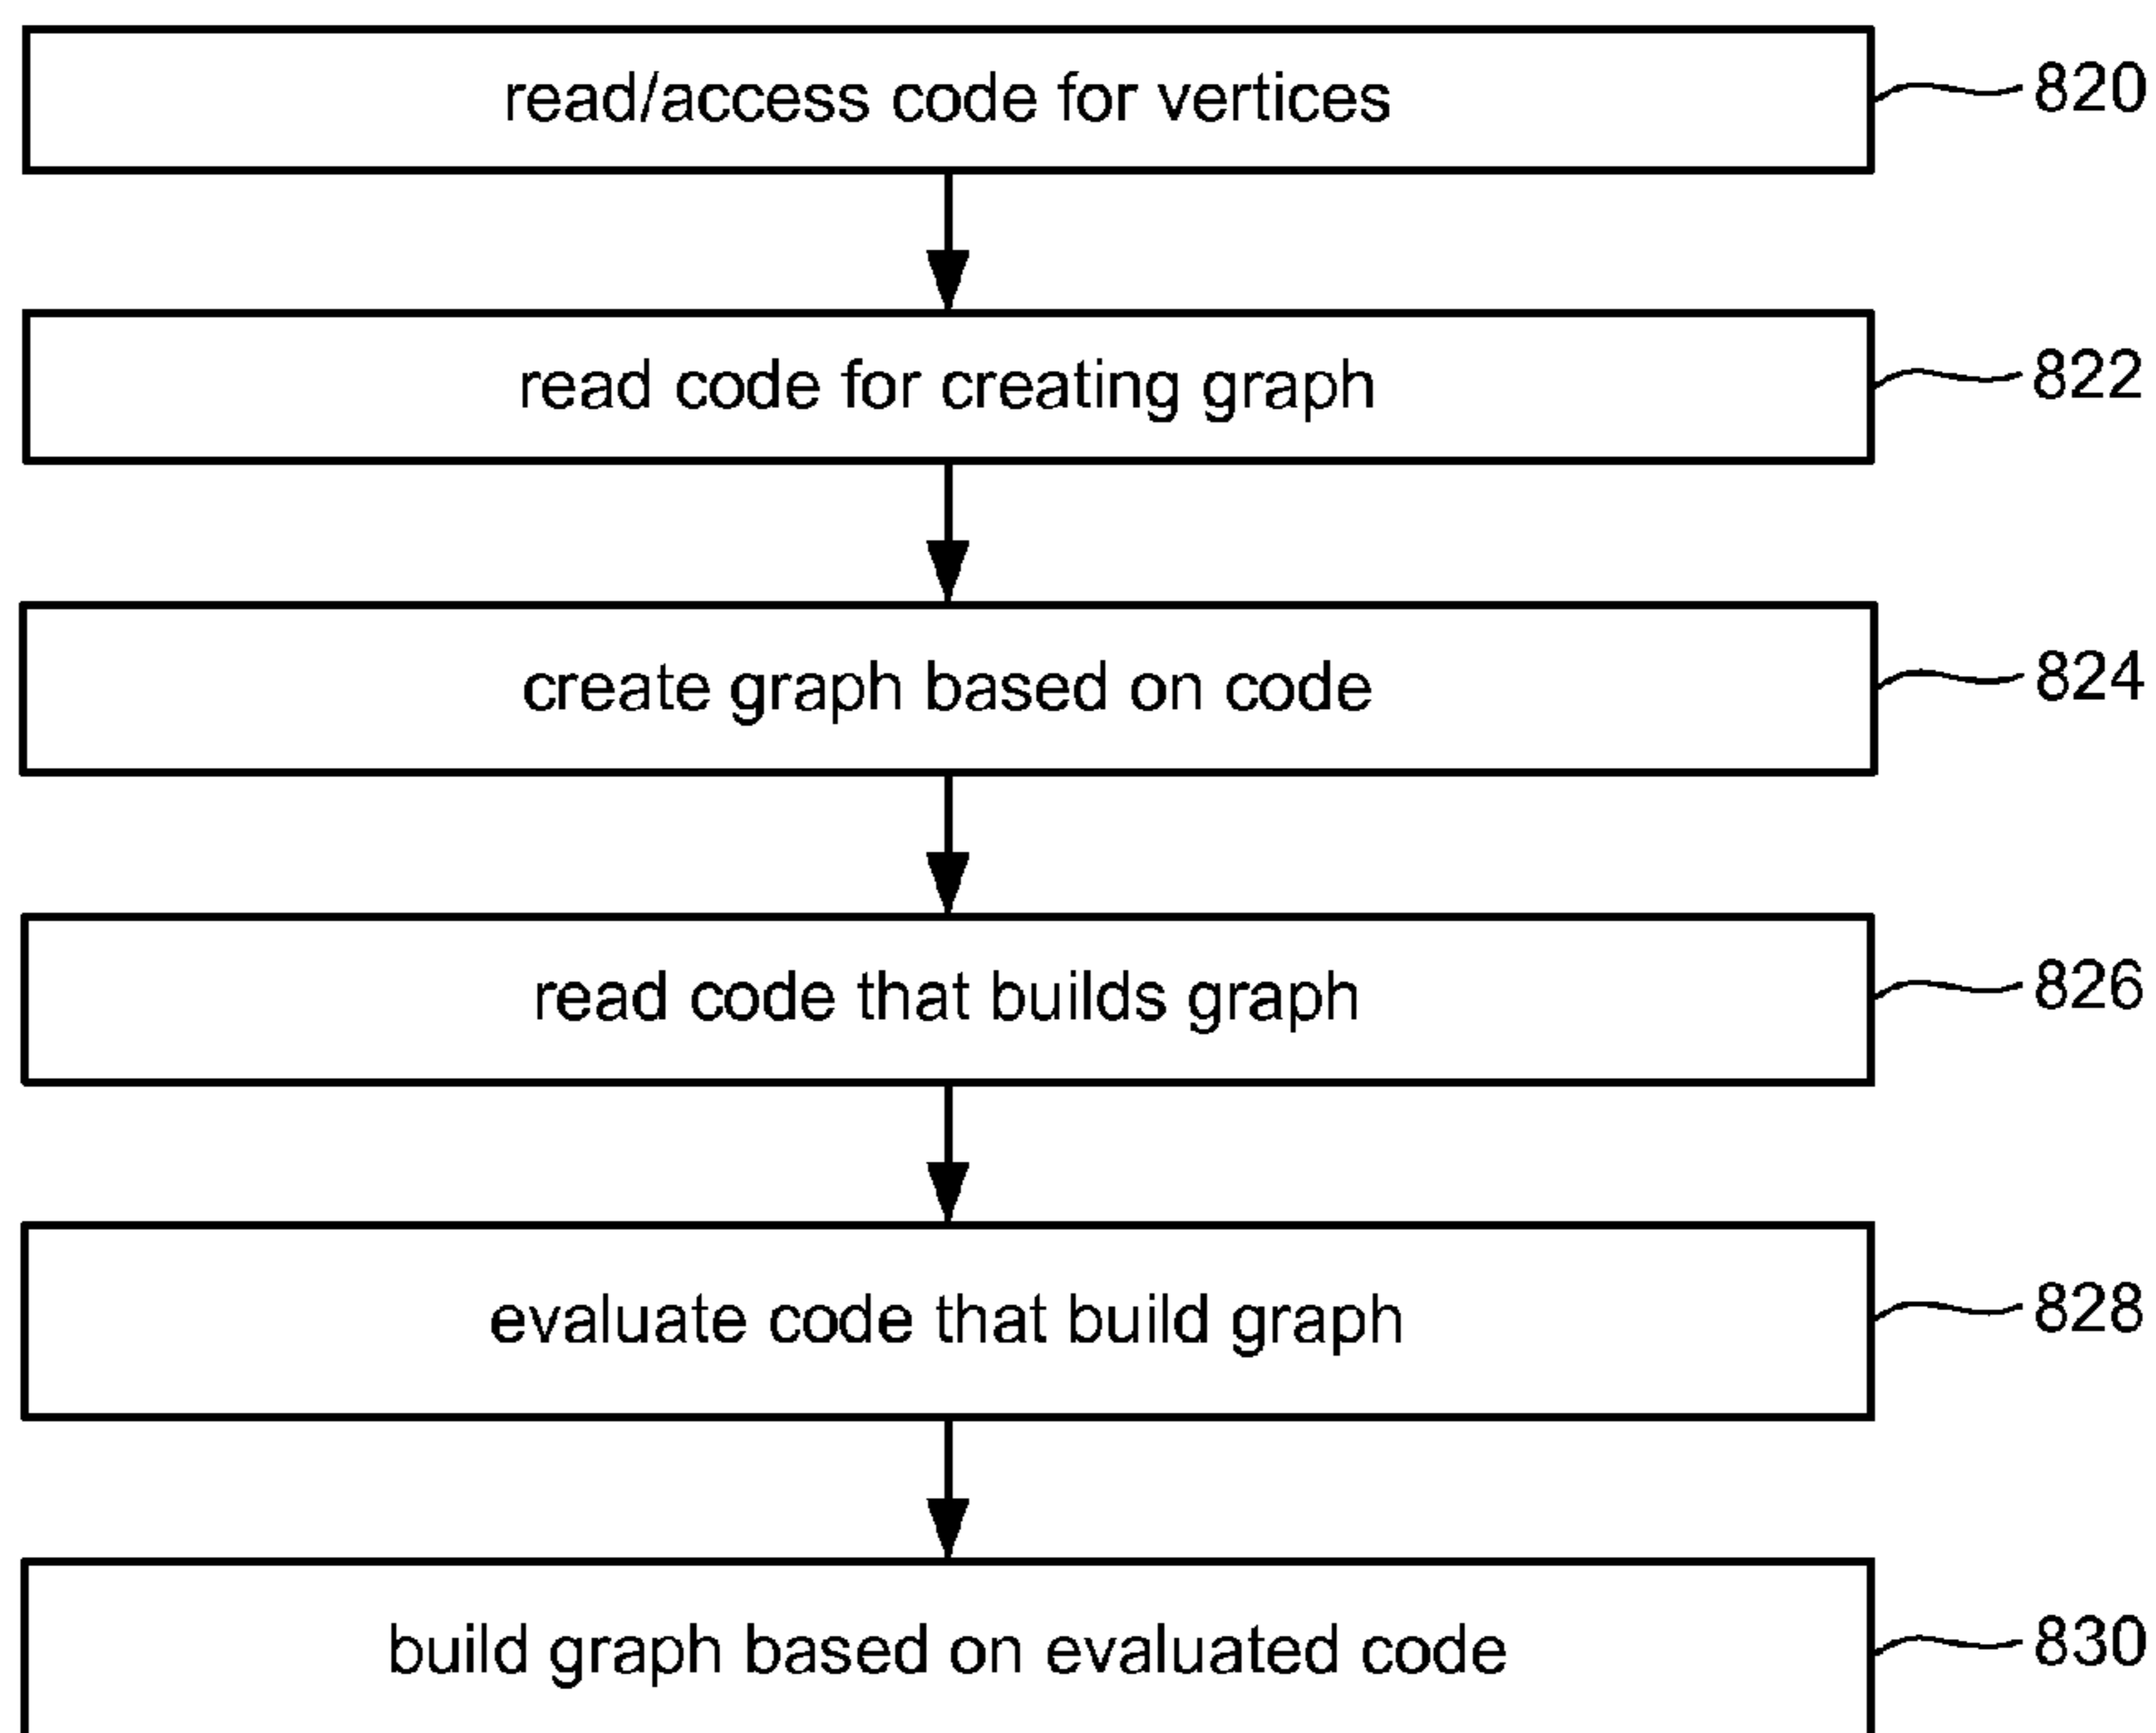 read/access code for vertices 820
read code for creating graph 822
create graph based on code 824
read code that builds graph 826
evaluate code that build graph 828
build graph based on evaluated code 830